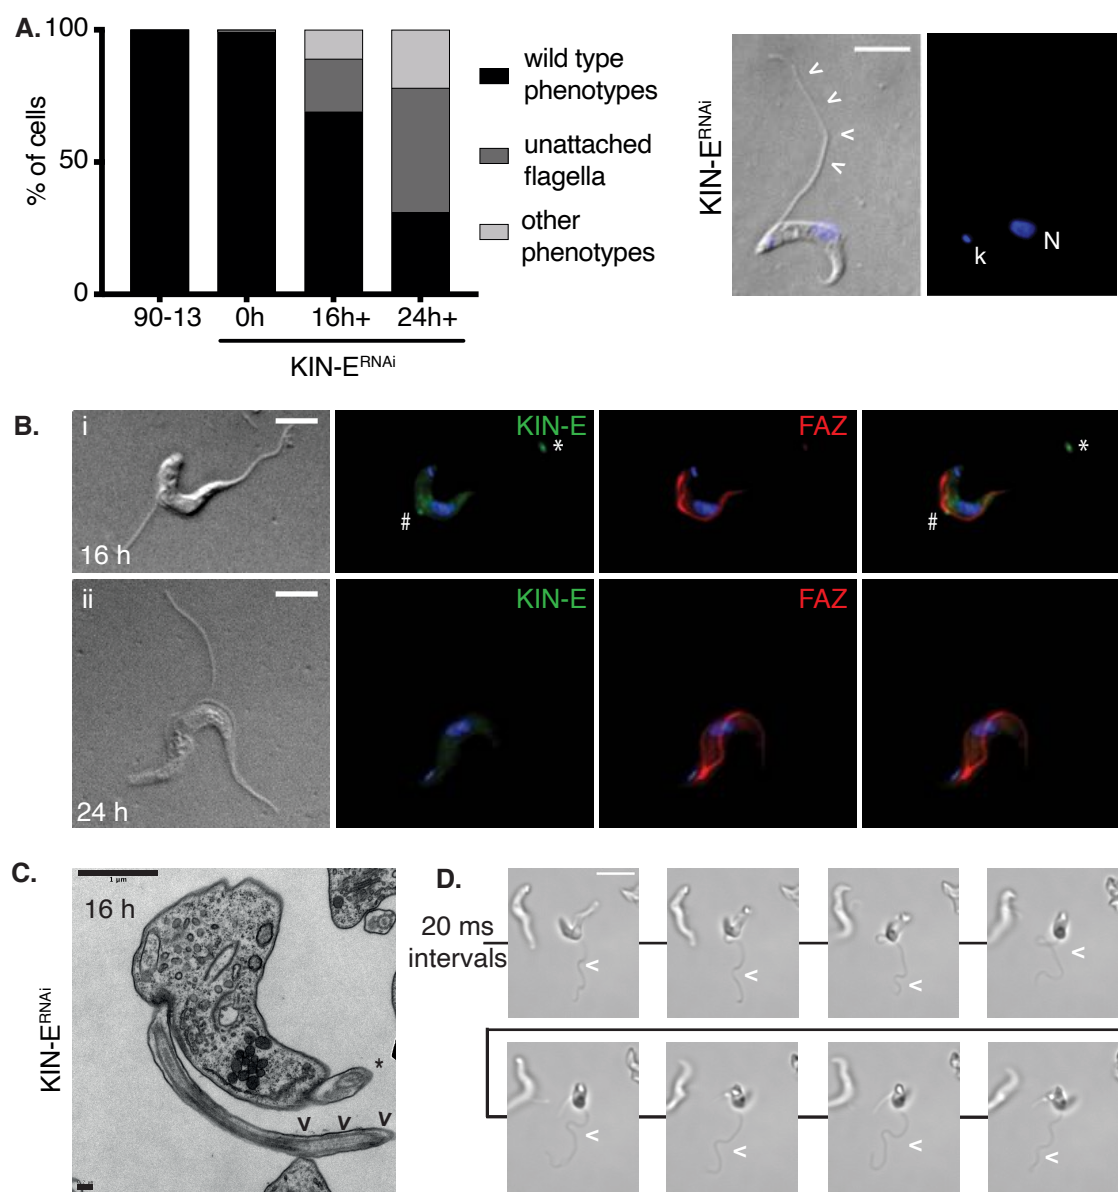 A.
100
50
0
% of cells
90-13
0h
16h+
24h+
KIN-E^RNAi
wild type
phenotypes
unattached
flagella
other
phenotypes
KIN-E^RNAi
k
N
B.
i
16 h
KIN-E
*
#
FAZ
*
#
ii
24 h
KIN-E
FAZ
C.
1 µm
16 h
KIN-E^RNAi
*
D.
20 ms
intervals